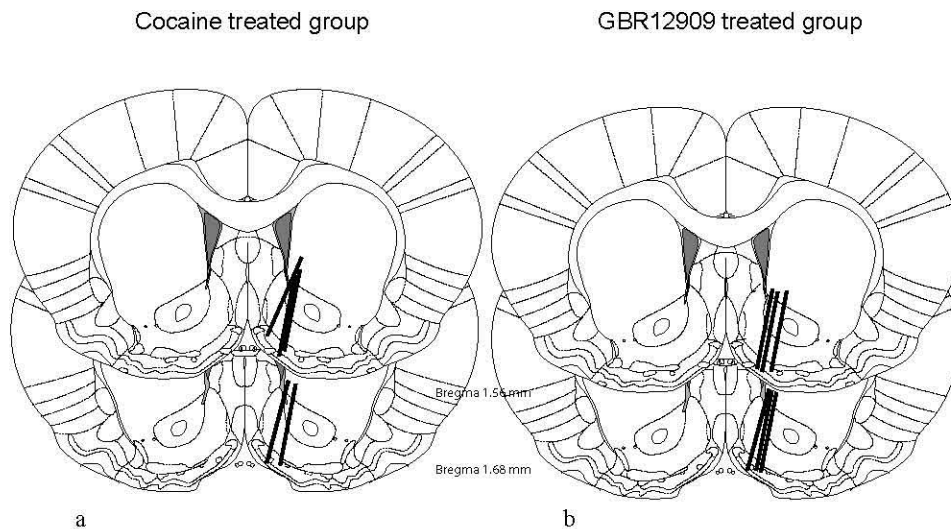 Cocaine treated group
GBR12909 treated group
Bregma 1.56 mm
Bregma 1.68 mm
a
b